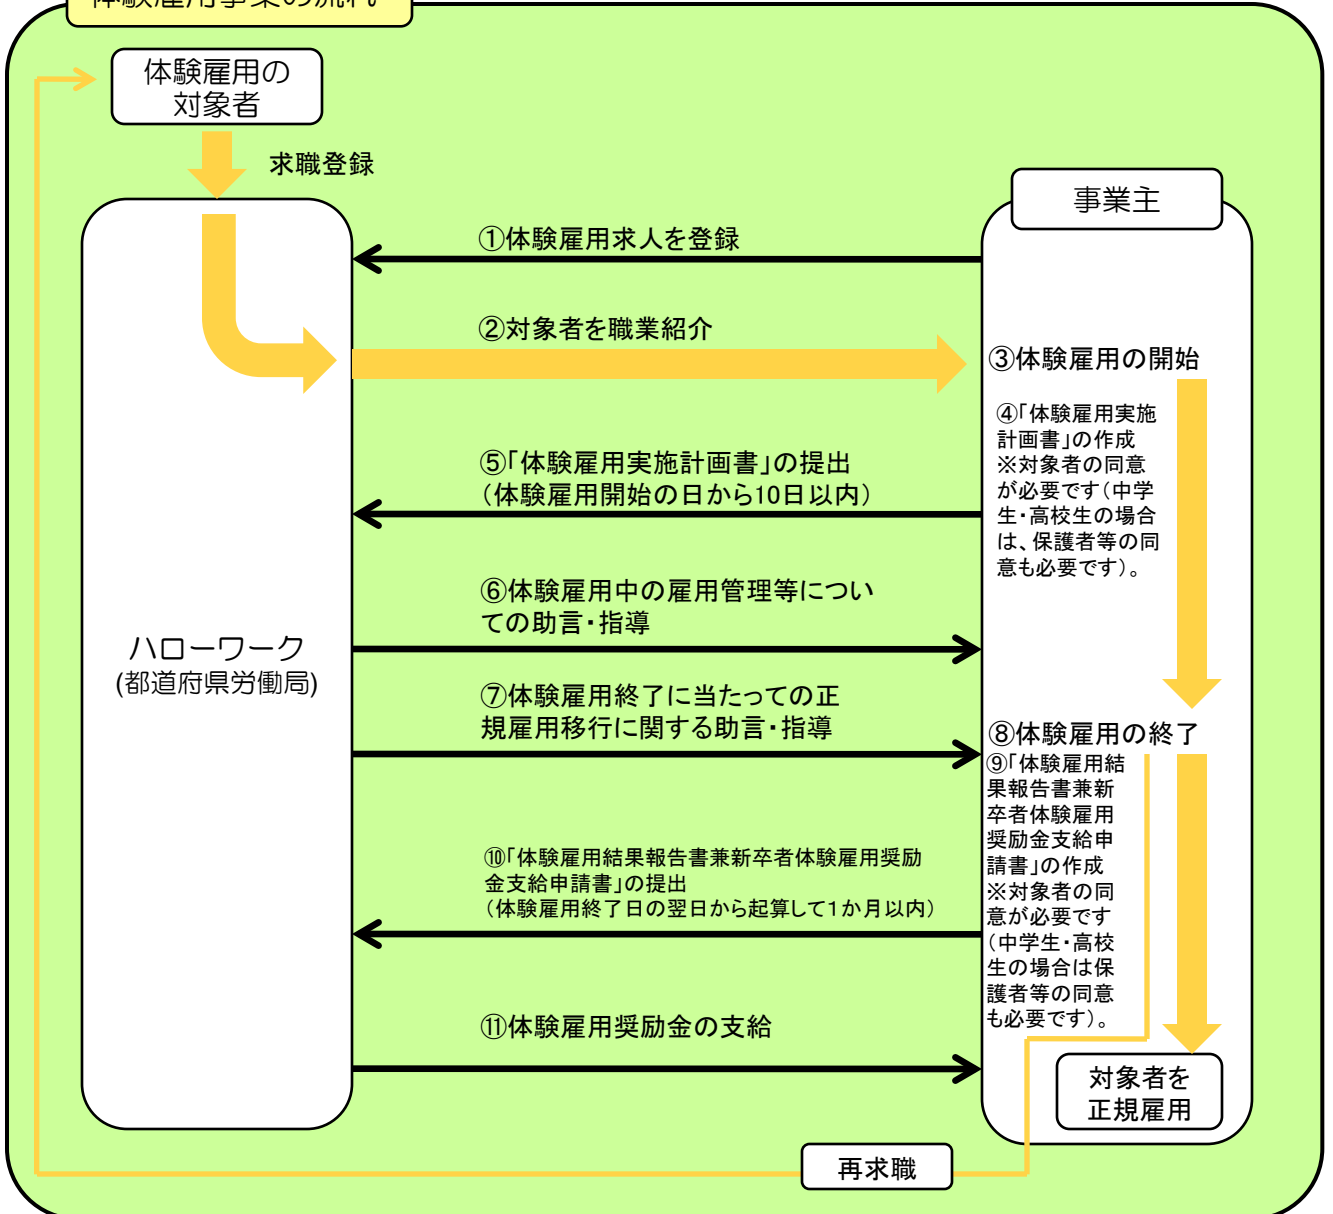 体験雇用事業の流れ
体験雇用の
対象者
求職登録
事業主
①体験雇用求人を登録
②対象者を職業紹介
③体験雇用の開始
④「体験雇用実施
計画書」の作成
※対象者の同意
が必要です(中学
生・高校生の場合
は、保護者等の同
意も必要です)。
⑤「体験雇用実施計画書」の提出
(体験雇用開始の日から10日以内)
⑥体験雇用中の雇用管理等につい
ての助言・指導
ハローワーク
(都道府県労働局)
⑦体験雇用終了に当たっての正
規雇用移行に関する助言・指導
⑧体験雇用の終了
⑨「体験雇用結
果報告書兼新
卒者体験雇用
奨励金支給申
請書」の作成
※対象者の同
意が必要です
(中学生・高校
生の場合は保
護者等の同意
も必要です)。
⑩「体験雇用結果報告書兼新卒者体験雇用奨励
金支給申請書」の提出
(体験雇用終了日の翌日から起算して1か月以内)
⑪体験雇用奨励金の支給
対象者を
正規雇用
再求職